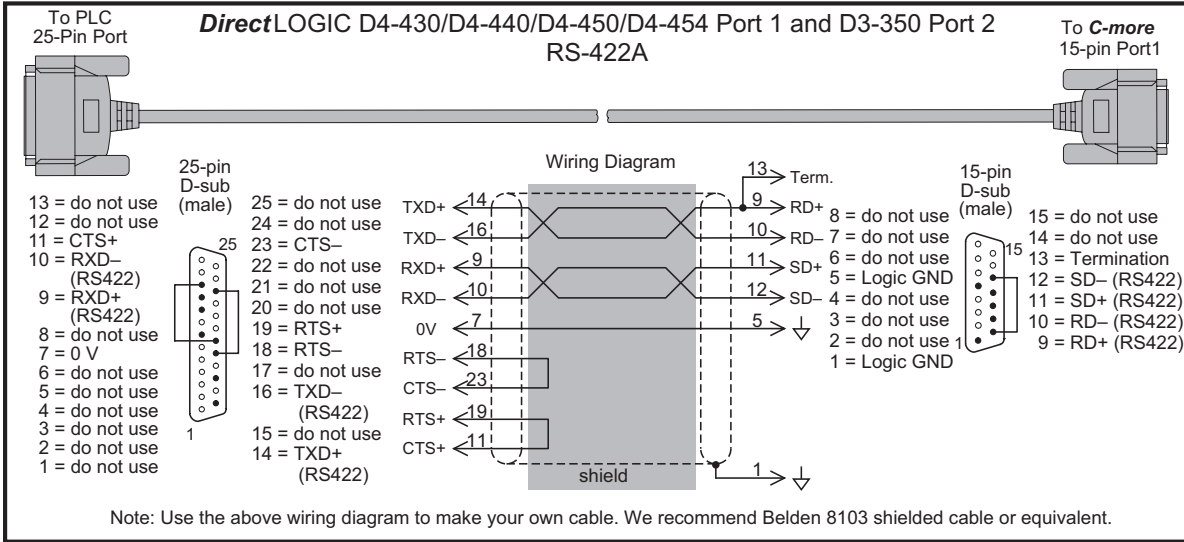 To PLC
25-Pin Port
DirectLOGIC D4-430/D4-440/D4-450/D4-454 Port 1 and D3-350 Port 2
RS-422A
To C-more
15-pin Port1
25-pin
D-sub
(male)
13 = do not use
12 = do not use
11 = CTS+
10 = RXD–
(RS422)
9 = RXD+
(RS422)
8 = do not use
7 = 0 V
6 = do not use
5 = do not use
4 = do not use
3 = do not use
2 = do not use
1 = do not use
25
1
25 = do not use
24 = do not use
23 = CTS–
22 = do not use
21 = do not use
20 = do not use
19 = RTS+
18 = RTS–
17 = do not use
16 = TXD–
(RS422)
15 = do not use
14 = TXD+
(RS422)
Wiring Diagram
13 Term.
TXD+ 14 9 RD+
TXD– 16 10 RD–
RXD+ 9 11 SD+
RXD– 10 12 SD–
0V 7 5
RTS– 18
CTS– 23
RTS+ 19
CTS+ 11
shield 1
15-pin
D-sub
(male)
8 = do not use
7 = do not use
6 = do not use
5 = Logic GND
4 = do not use
3 = do not use
2 = do not use
1 = Logic GND
15
1
15 = do not use
14 = do not use
13 = Termination
12 = SD– (RS422)
11 = SD+ (RS422)
10 = RD– (RS422)
9 = RD+ (RS422)
Note: Use the above wiring diagram to make your own cable. We recommend Belden 8103 shielded cable or equivalent.